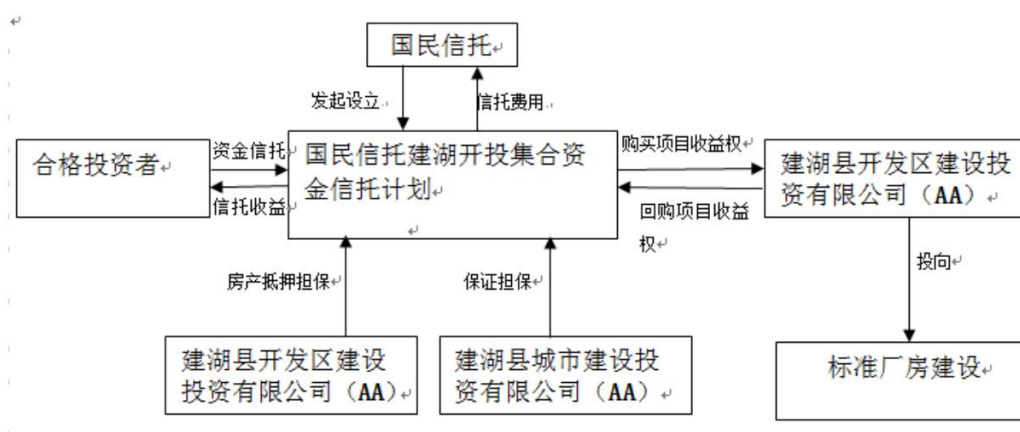 国民信托
发起设立
信托费用
合格投资者
资金信托
信托收益
国民信托建湖开投集合资
金信托计划
购买项目收益权
回购项目收益
权
建湖县开发区建设投
资有限公司（AA）
房产抵押担保
保证担保
投向
建湖县开发区建设
投资有限公司（AA）
建湖县城市建设投
资有限公司（AA）
标准厂房建设